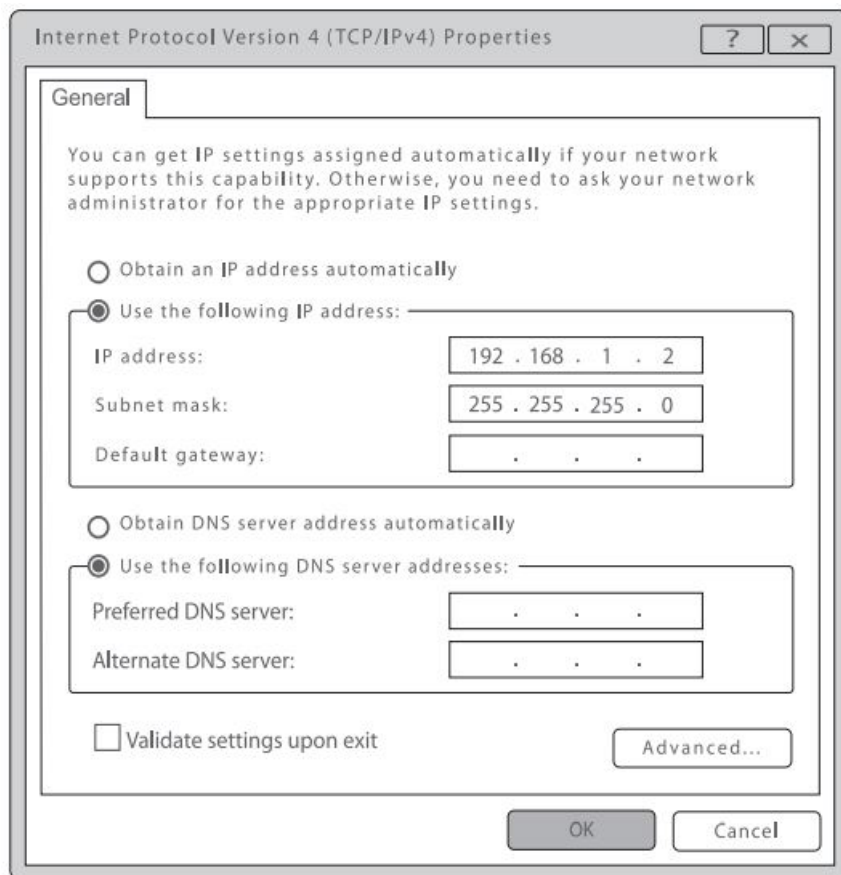 Internet Protocol Version 4 (TCP/IPv4) Properties ? ×
General
You can get IP settings assigned automatically if your network
supports this capability. Otherwise, you need to ask your network
administrator for the appropriate IP settings.
Obtain an IP address automatically
Use the following IP address:
IP address: 192 . 168 . 1 . 2
Subnet mask: 255 . 255 . 255 . 0
Default gateway: . . .
Obtain DNS server address automatically
Use the following DNS server addresses:
Preferred DNS server: . . .
Alternate DNS server: . . .
Validate settings upon exit
Advanced...
OK Cancel